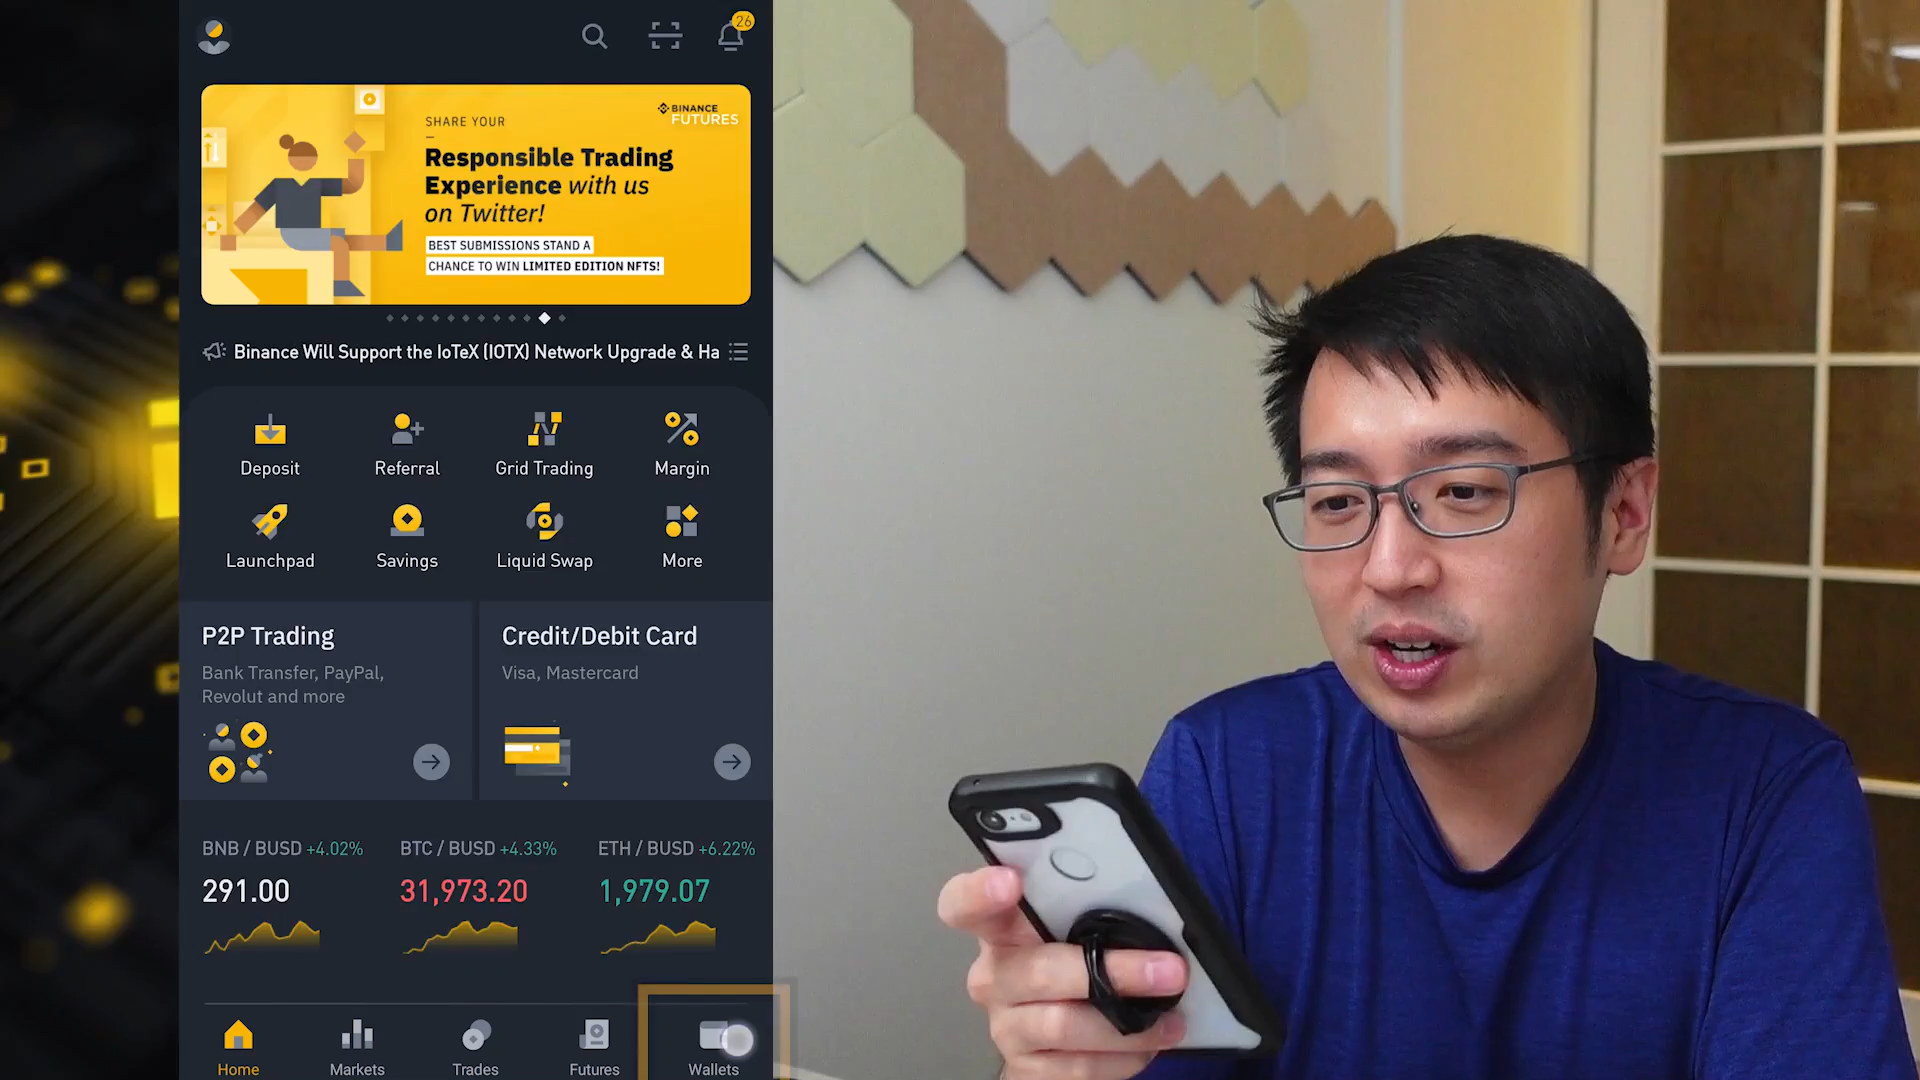 26
SHARE YOUR
BINANCE
FUTURES
Responsible Trading
Experience with us
on Twitter!
BEST SUBMISSIONS STAND A
CHANCE TO WIN LIMITED EDITION NFTS!
Binance Will Support the IoTeX (IOTX) Network Upgrade & Ha
Deposit
Referral
Grid Trading
Margin
Launchpad
Savings
Liquid Swap
More
P2P Trading
Bank Transfer, PayPal,
Revolut and more
Credit/Debit Card
Visa, Mastercard
BNB / BUSD +4.02%
291.00
BTC / BUSD +4.33%
31,973.20
ETH / BUSD +6.22%
1,979.07
Home
Markets
Trades
Futures
Wallets